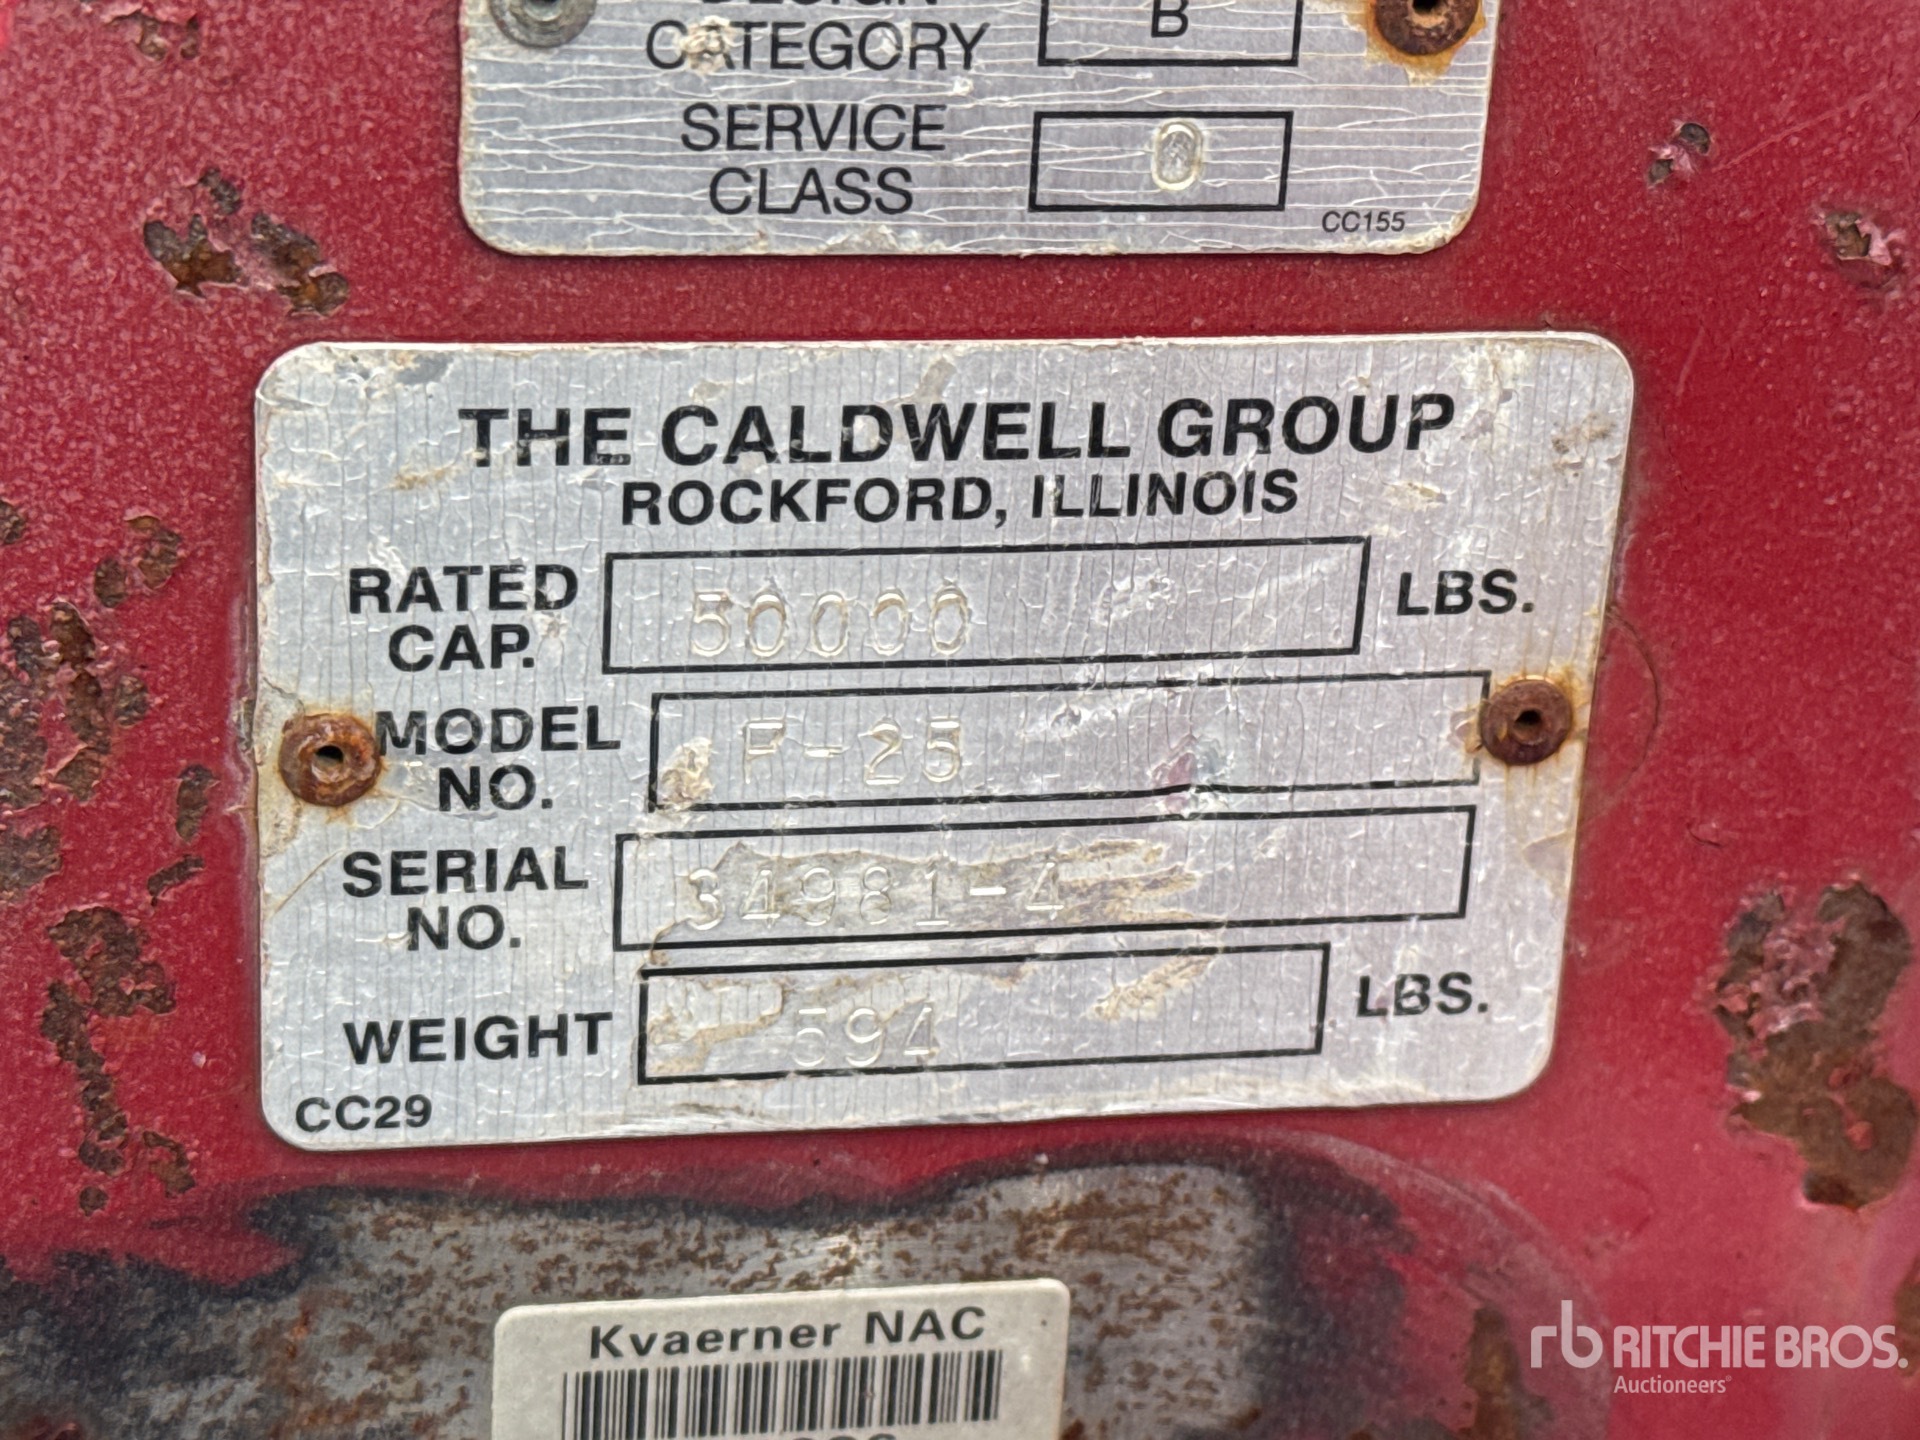 CATEGORY B
SERVICE
CLASS 0
CC155
THE CALDWELL GROUP
ROCKFORD, ILLINOIS
RATED
CAP. 50000 LBS.
MODEL
NO. F-25
SERIAL
NO. 34981-4
WEIGHT 594 LBS.
CC29
Kvaerner NAC
rb RITCHIE BROS.
Auctioneers